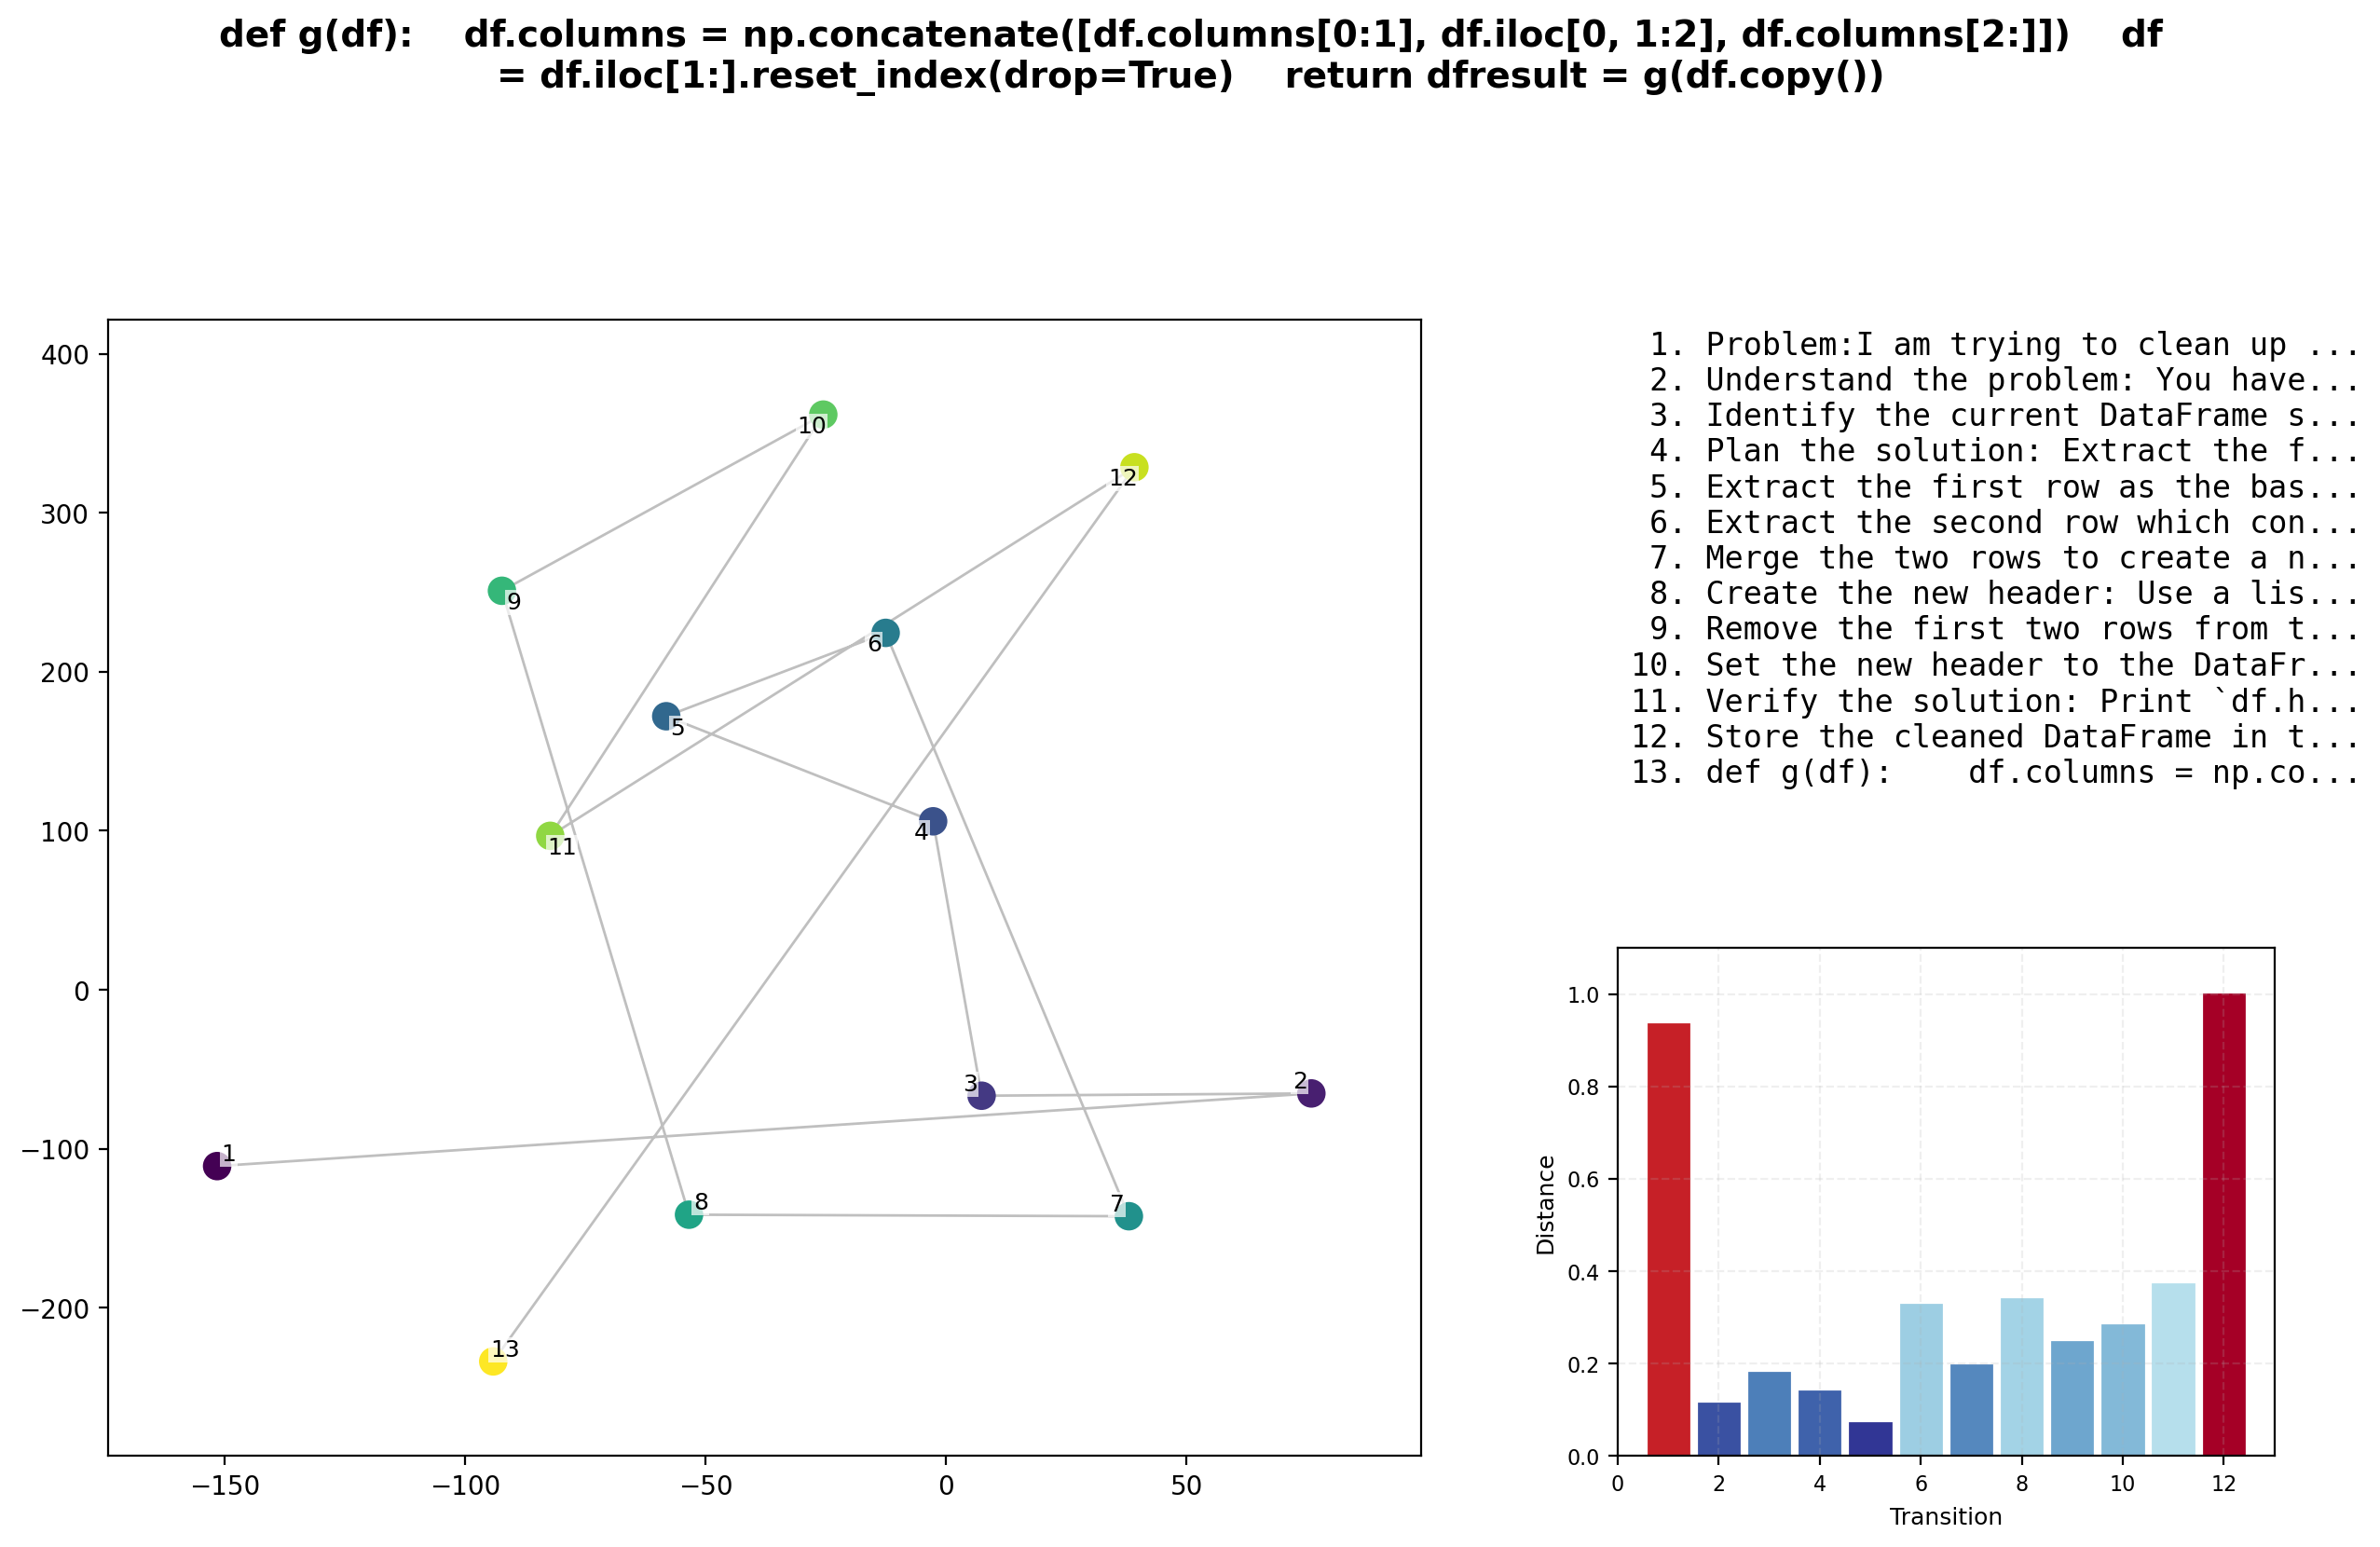 def g(df):    df.columns = np.concatenate([df.columns[0:1], df.iloc[0, 1:2], df.columns[2:]])    df
= df.iloc[1:].reset_index(drop=True)    return dfresult = g(df.copy())
400
300
200
100
0
−100
−200
−150
−100
−50
0
50
10
12
9
6
5
4
11
3
2
1
8
7
13
1. Problem:I am trying to clean up ...
2. Understand the problem: You have...
3. Identify the current DataFrame s...
4. Plan the solution: Extract the f...
5. Extract the first row as the bas...
6. Extract the second row which con...
7. Merge the two rows to create a n...
8. Create the new header: Use a lis...
9. Remove the first two rows from t...
10. Set the new header to the DataFr...
11. Verify the solution: Print `df.h...
12. Store the cleaned DataFrame in t...
13. def g(df):    df.columns = np.co...
1.0
0.8
0.6
0.4
0.2
0.0
Distance
0
2
4
6
8
10
12
Transition